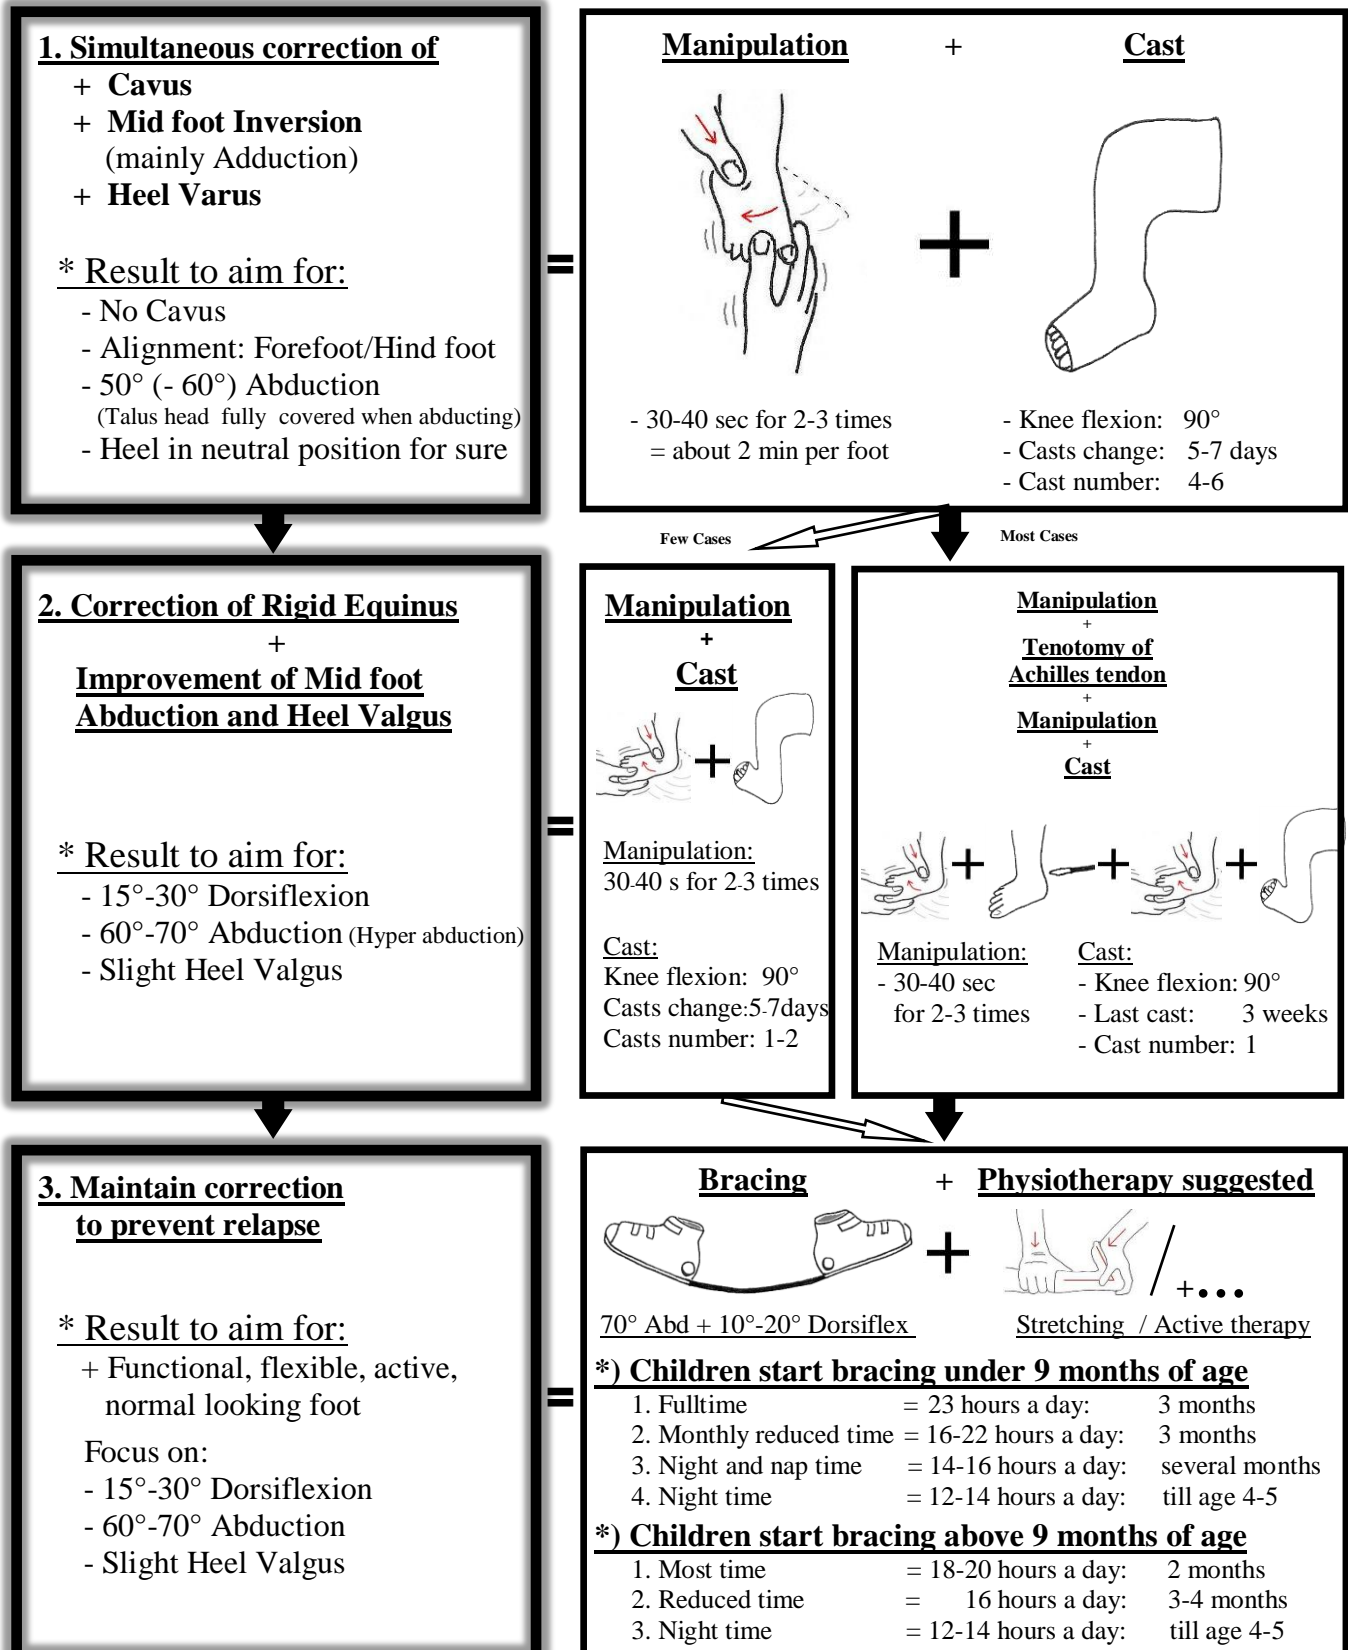 1. Simultaneous correction of
+ Cavus
+ Mid foot Inversion
(mainly Adduction)
+ Heel Varus
* Result to aim for:
- No Cavus
- Alignment: Forefoot/Hind foot
- 50° (- 60°) Abduction
(Talus head fully covered when abducting)
- Heel in neutral position for sure
=
Manipulation + Cast
+
- 30-40 sec for 2-3 times
= about 2 min per foot
- Knee flexion: 90°
- Casts change: 5-7 days
- Cast number: 4-6
Few Cases
Most Cases
2. Correction of Rigid Equinus
+
Improvement of Mid foot
Abduction and Heel Valgus
* Result to aim for:
- 15°-30° Dorsiflexion
- 60°-70° Abduction (Hyper abduction)
- Slight Heel Valgus
=
Manipulation
+
Cast
+
Manipulation:
30-40 s for 2-3 times
Cast:
Knee flexion: 90°
Casts change:5-7days
Casts number: 1-2
Manipulation
+
Tenotomy of
Achilles tendon
+
Manipulation
+
Cast
+ + +
Manipulation:
- 30-40 sec
for 2-3 times
Cast:
- Knee flexion: 90°
- Last cast: 3 weeks
- Cast number: 1
3. Maintain correction
to prevent relapse
* Result to aim for:
+ Functional, flexible, active,
normal looking foot
Focus on:
- 15°-30° Dorsiflexion
- 60°-70° Abduction
- Slight Heel Valgus
=
Bracing + Physiotherapy suggested
+ / +...
70° Abd + 10°-20° Dorsiflex
Stretching / Active therapy
*) Children start bracing under 9 months of age
1. Fulltime = 23 hours a day: 3 months
2. Monthly reduced time = 16-22 hours a day: 3 months
3. Night and nap time = 14-16 hours a day: several months
4. Night time = 12-14 hours a day: till age 4-5
*) Children start bracing above 9 months of age
1. Most time = 18-20 hours a day: 2 months
2. Reduced time = 16 hours a day: 3-4 months
3. Night time = 12-14 hours a day: till age 4-5